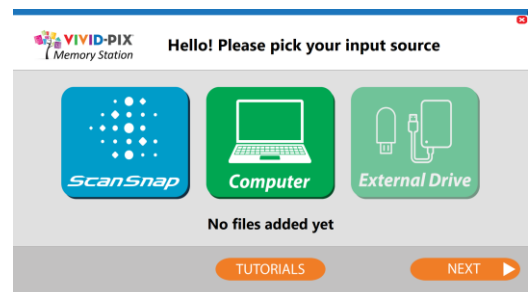 VIVID-PIX
Memory Station
Hello! Please pick your input source
ScanSnap
Computer
External Drive
No files added yet
TUTORIALS
NEXT